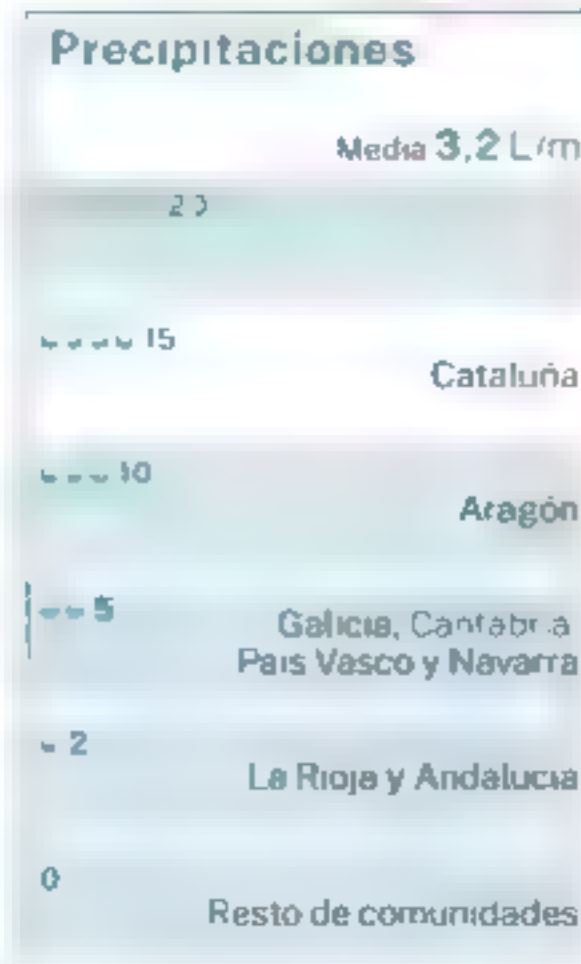 Precipitaciones
Media 3,2 L/m
15
Cataluña
10
Aragón
5
Galicia, Cantabria
País Vasco y Navarra
2
La Rioja y Andalucía
0
Resto de comunidades